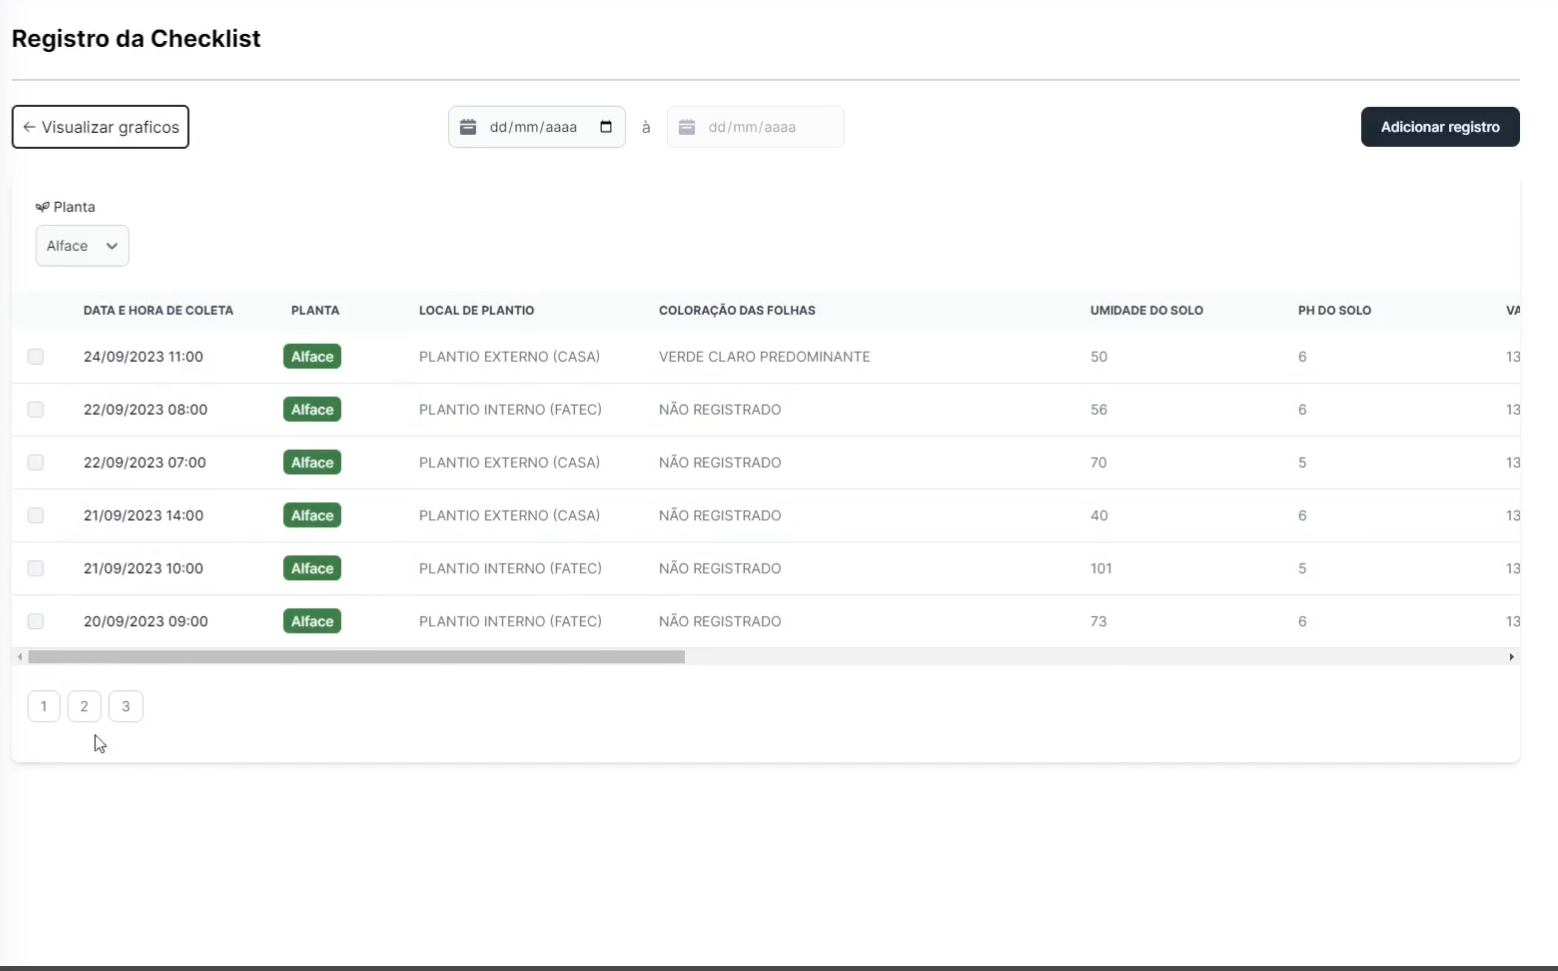 Registro da Checklist
← Visualizar graficos
dd/mm/aaaa à dd/mm/aaaa
Adicionar registro
Planta
Alface
DATA E HORA DE COLETA PLANTA LOCAL DE PLANTIO COLORAÇÃO DAS FOLHAS UMIDADE DO SOLO PH DO SOLO VA
24/09/2023 11:00 Alface PLANTIO EXTERNO (CASA) VERDE CLARO PREDOMINANTE 50 6 13
22/09/2023 08:00 Alface PLANTIO INTERNO (FATEC) NÃO REGISTRADO 56 6 13
22/09/2023 07:00 Alface PLANTIO EXTERNO (CASA) NÃO REGISTRADO 70 5 13
21/09/2023 14:00 Alface PLANTIO EXTERNO (CASA) NÃO REGISTRADO 40 6 13
21/09/2023 10:00 Alface PLANTIO INTERNO (FATEC) NÃO REGISTRADO 101 5 13
20/09/2023 09:00 Alface PLANTIO INTERNO (FATEC) NÃO REGISTRADO 73 6 13
1 2 3